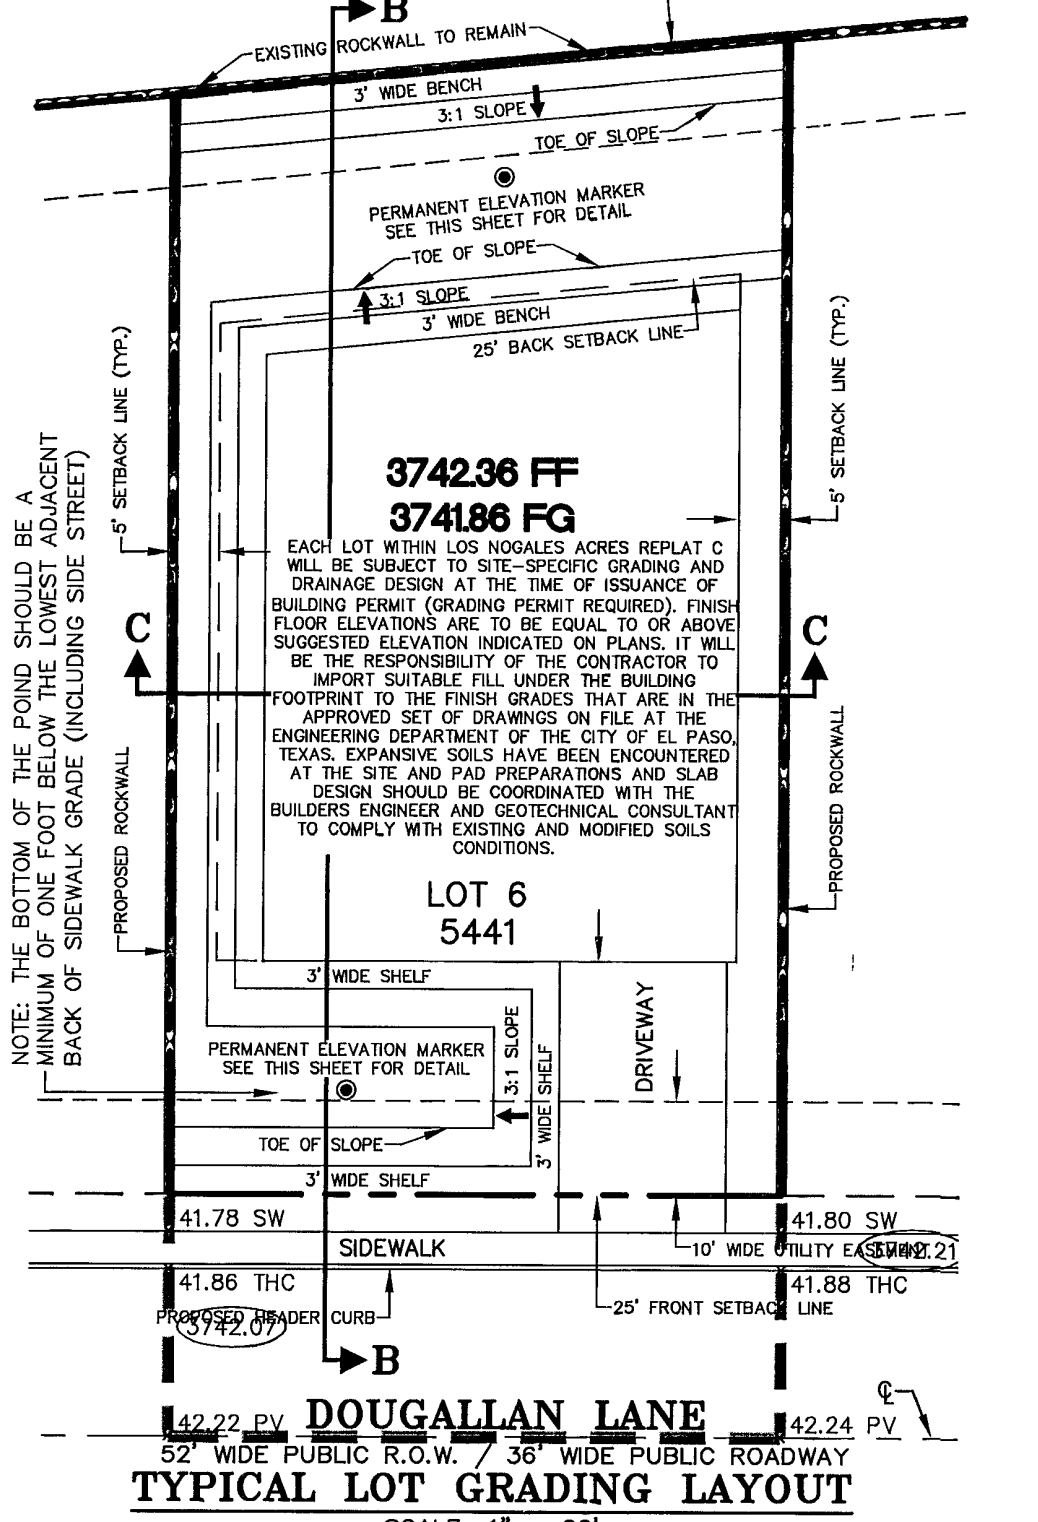 B
EXISTING ROCKWALL TO REMAIN
3' WIDE BENCH
3:1 SLOPE
TOE OF SLOPE
PERMANENT ELEVATION MARKER
SEE THIS SHEET FOR DETAIL
TOE OF SLOPE
3:1 SLOPE
3' WIDE BENCH
25' BACK SETBACK LINE
5' SETBACK LINE (TYP.)
5' SETBACK LINE (TYP.)
3742.36 FF
3741.86 FG
EACH LOT WITHIN LOS NOGALES ACRES REPLAT C
WILL BE SUBJECT TO SITE-SPECIFIC GRADING AND
DRAINAGE DESIGN AT THE TIME OF ISSUANCE OF
BUILDING PERMIT (GRADING PERMIT REQUIRED). FINISH
FLOOR ELEVATIONS ARE TO BE EQUAL TO OR ABOVE
SUGGESTED ELEVATION INDICATED ON PLANS. IT WILL
BE THE RESPONSIBILITY OF THE CONTRACTOR TO
IMPORT SUITABLE FILL UNDER THE BUILDING
FOOTPRINT TO THE FINISH GRADES THAT ARE IN THE
APPROVED SET OF DRAWINGS ON FILE AT THE
ENGINEERING DEPARTMENT OF THE CITY OF EL PASO,
TEXAS. EXPANSIVE SOILS HAVE BEEN ENCOUNTERED
AT THE SITE AND PAD PREPARATIONS AND SLAB
DESIGN SHOULD BE COORDINATED WITH THE
BUILDERS ENGINEER AND GEOTECHNICAL CONSULTANT
TO COMPLY WITH EXISTING AND MODIFIED SOILS
CONDITIONS.
C
C
NOTE: THE BOTTOM OF THE POIND SHOULD BE A
MINIMUM OF ONE FOOT BELOW THE LOWEST ADJACENT
BACK OF SIDEWALK GRADE (INCLUDING SIDE STREET)
PROPOSED ROCKWALL
PROPOSED ROCKWALL
LOT 6
5441
3' WIDE SHELF
PERMANENT ELEVATION MARKER
SEE THIS SHEET FOR DETAIL
3:1 SLOPE
3' WIDE SHELF
DRIVEWAY
TOE OF SLOPE
3' WIDE SHELF
41.78 SW
41.80 SW
SIDEWALK
10' WIDE UTILITY EASEMENT
3742.21
41.86 THC
41.88 THC
25' FRONT SETBACK LINE
PROPOSED HEADER CURB
3742.07
B
42.22 PV
DOUGALLAN LANE
42.24 PV
℄
52' WIDE PUBLIC R.O.W. / 36' WIDE PUBLIC ROADWAY
TYPICAL LOT GRADING LAYOUT